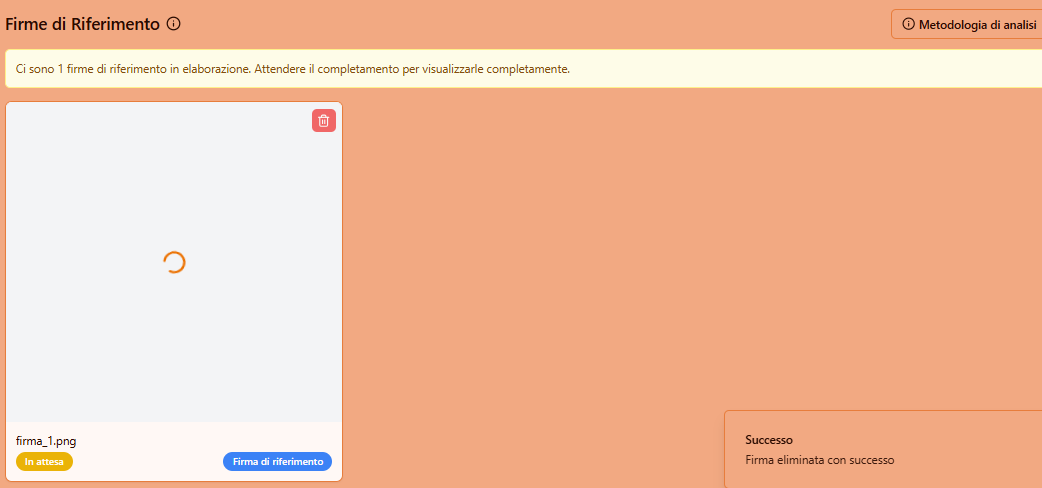 Firme di Riferimento
Metodologia di analisi
Ci sono 1 firme di riferimento in elaborazione. Attendere il completamento per visualizzarle completamente.
firma_1.png
In attesa
Firma di riferimento
Successo
Firma eliminata con successo